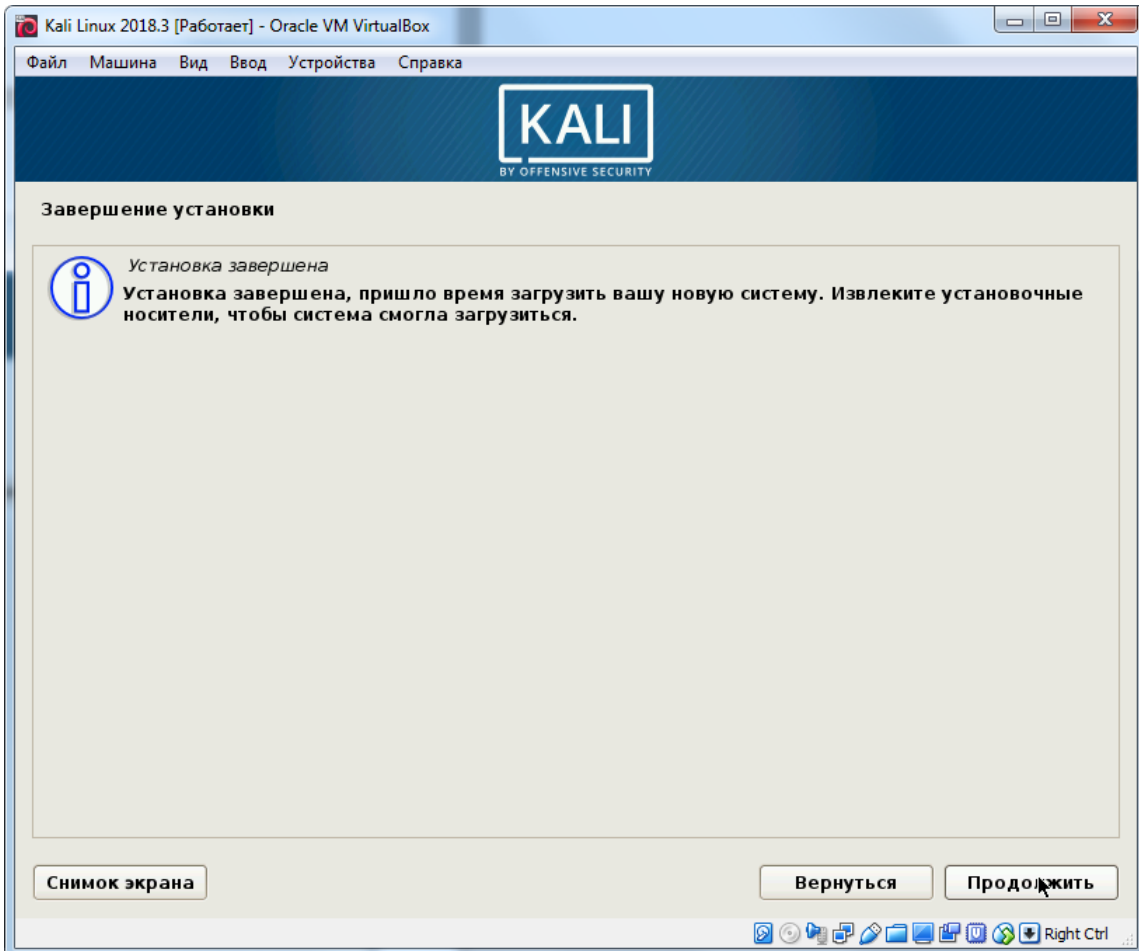 Kali Linux 2018.3 [Работает] - Oracle VM VirtualBox
Файл Машина Вид Ввод Устройства Справка
KALI
BY OFFENSIVE SECURITY
Завершение установки
Установка завершена
Установка завершена, пришло время загрузить вашу новую систему. Извлеките установочные
носители, чтобы система смогла загрузиться.
Снимок экрана Вернуться Продолжить
Right Ctrl